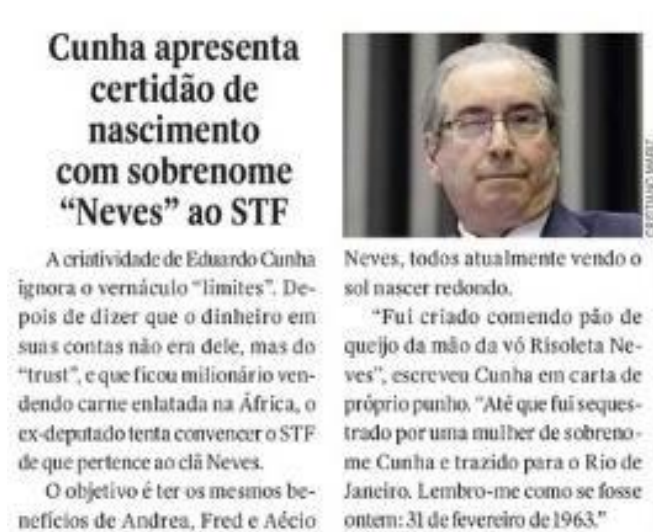 Cunha apresenta
certidão de
nascimento
com sobrenome
“Neves” ao STF
A criatividade de Eduardo Cunha
ignora o vernáculo “limites”. De-
pois de dizer que o dinheiro em
suas contas não era dele, mas do
“trust”, e que ficou milionário ven-
dendo carne enlatada na África, o
ex-deputado tenta convencer o STF
de que pertence ao clã Neves.
O objetivo é ter os mesmos be-
nefícios de Andrea, Fred e Aécio
CRISTIANO MARIZ
Neves, todos atualmente vendo o
sol nascer redondo.
“Fui criado comendo pão de
queijo da mão da vó Risoleta Ne-
ves”, escreveu Cunha em carta de
próprio punho. “Até que fui seques-
trado por uma mulher de sobreno-
me Cunha e trazido para o Rio de
Janeiro. Lembro-me como se fosse
ontem: 31 de fevereiro de 1963.”